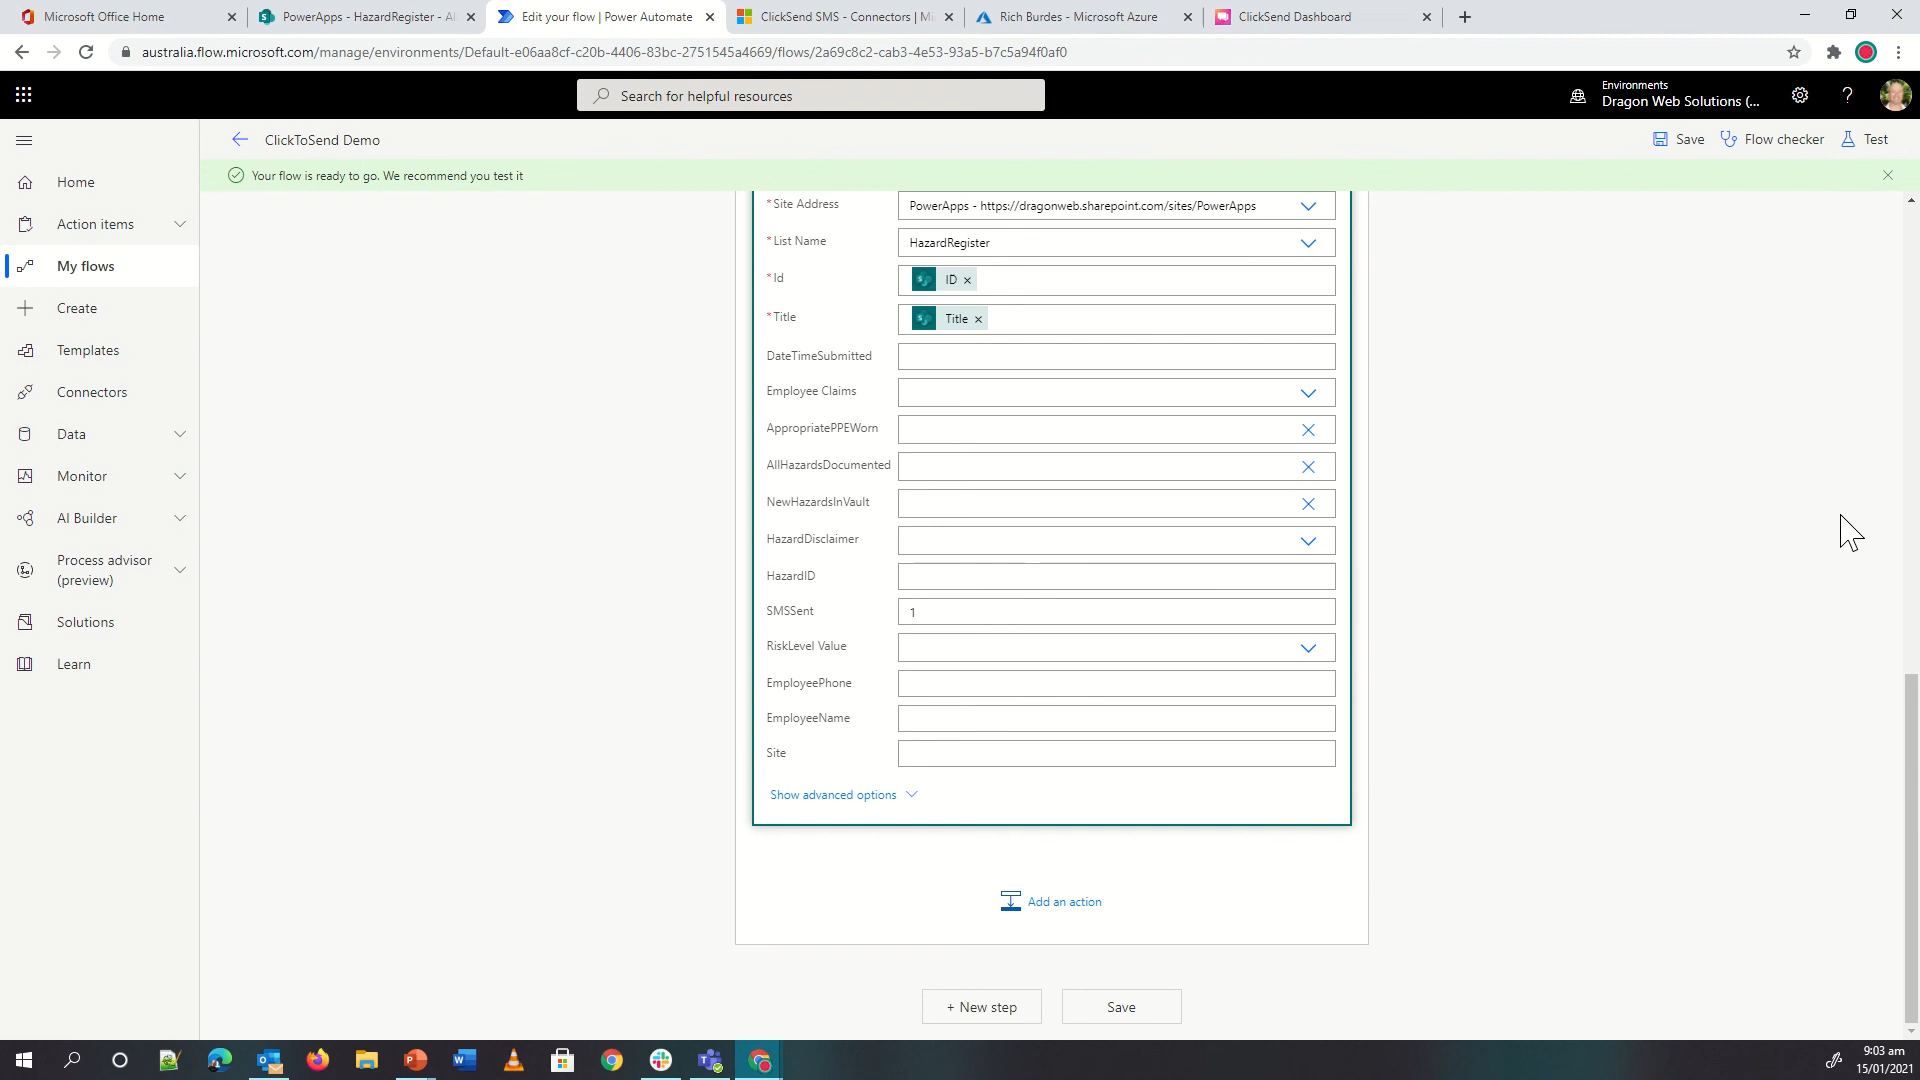 Microsoft Office Home
PowerApps - HazardRegister - Al
Edit your flow | Power Automate
ClickSend SMS - Connectors | Mi
Rich Burdes - Microsoft Azure
ClickSend Dashboard
australia.flow.microsoft.com/manage/environments/Default-e06aa8cf-c20b-4406-83bc-2751545a4669/flows/2a69c8c2-cab3-4e53-93a5-b7c5a94f0af0
Search for helpful resources
Environments
Dragon Web Solutions (...
ClickToSend Demo
Save
Flow checker
Test
Your flow is ready to go. We recommend you test it
Home
Action items
My flows
Create
Templates
Connectors
Data
Monitor
AI Builder
Process advisor
(preview)
Solutions
Learn
* Site Address
PowerApps - https://dragonweb.sharepoint.com/sites/PowerApps
* List Name
HazardRegister
* Id
ID
* Title
Title
DateTimeSubmitted
Employee Claims
AppropriatePPEWorn
AllHazardsDocumented
NewHazardsInVault
HazardDisclaimer
HazardID
SMSSent
1
RiskLevel Value
EmployeePhone
EmployeeName
Site
Show advanced options
Add an action
+ New step
Save
9:03 am
15/01/2021